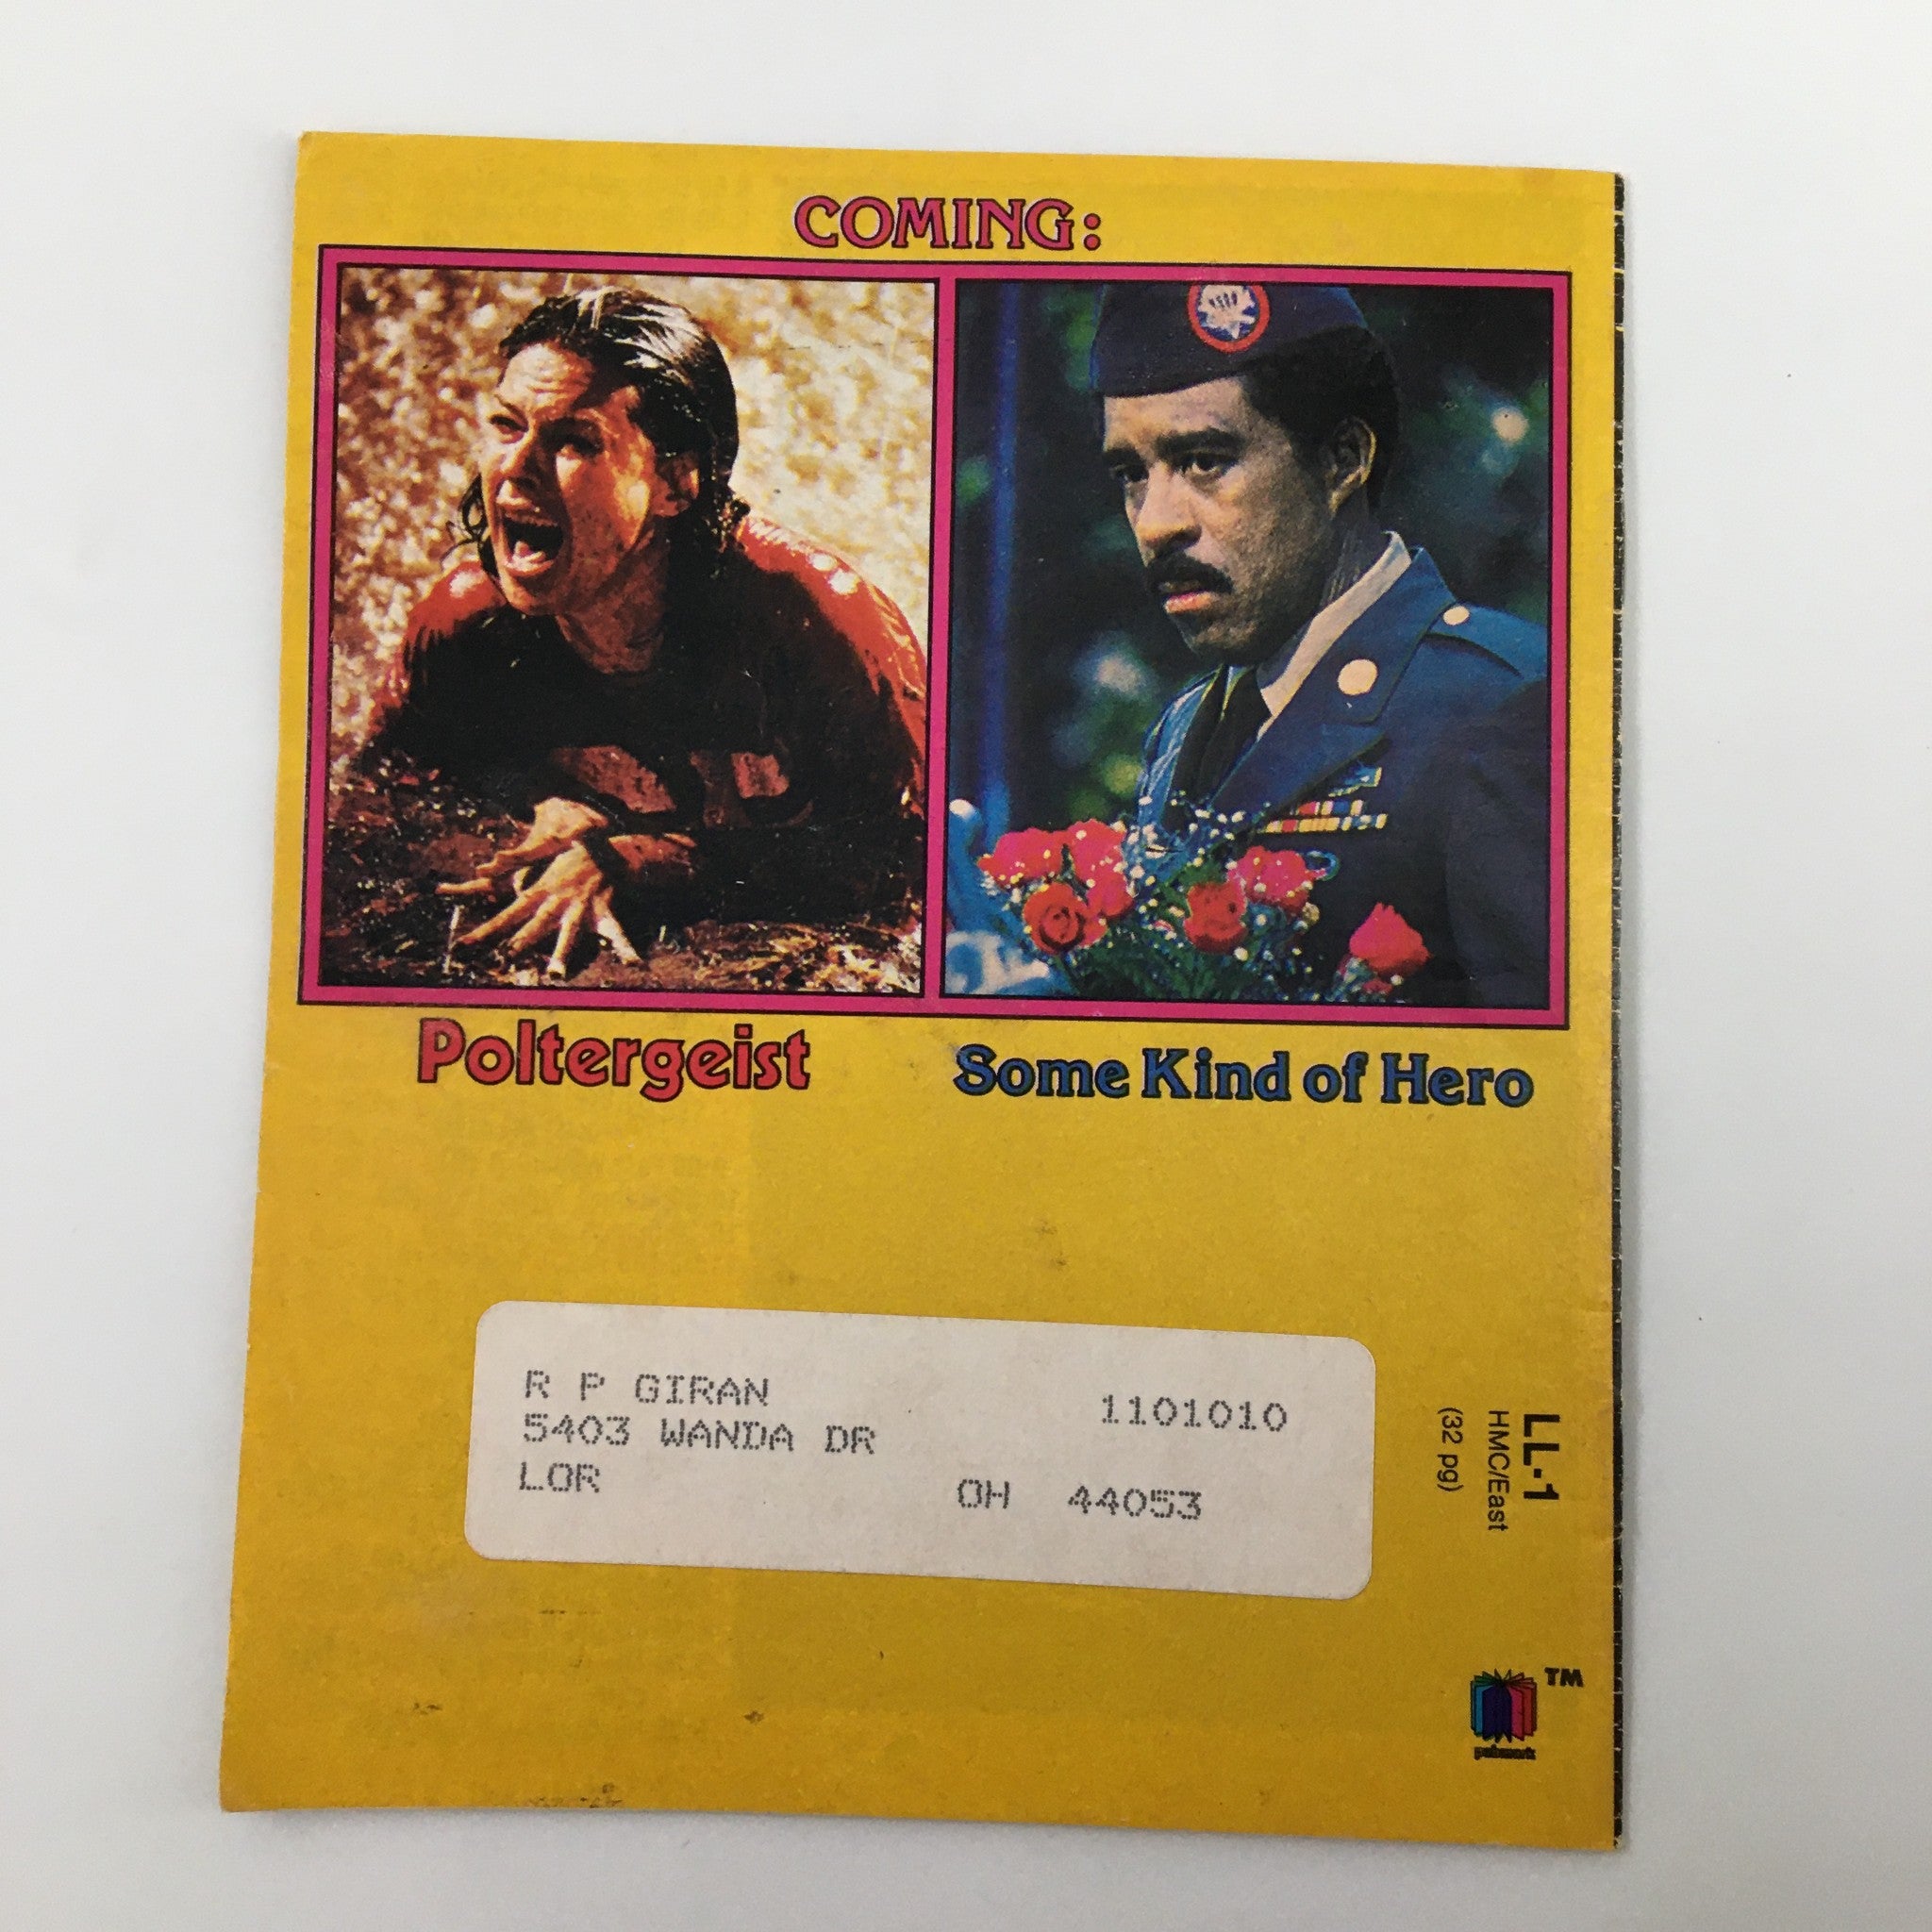 COMING:
Poltergeist
Some Kind of Hero
R P GIRAN 1101010
5403 WANDA DR
LOR OH 44053
LL-1
HMC/East
(32 pg)
TM
pubmark